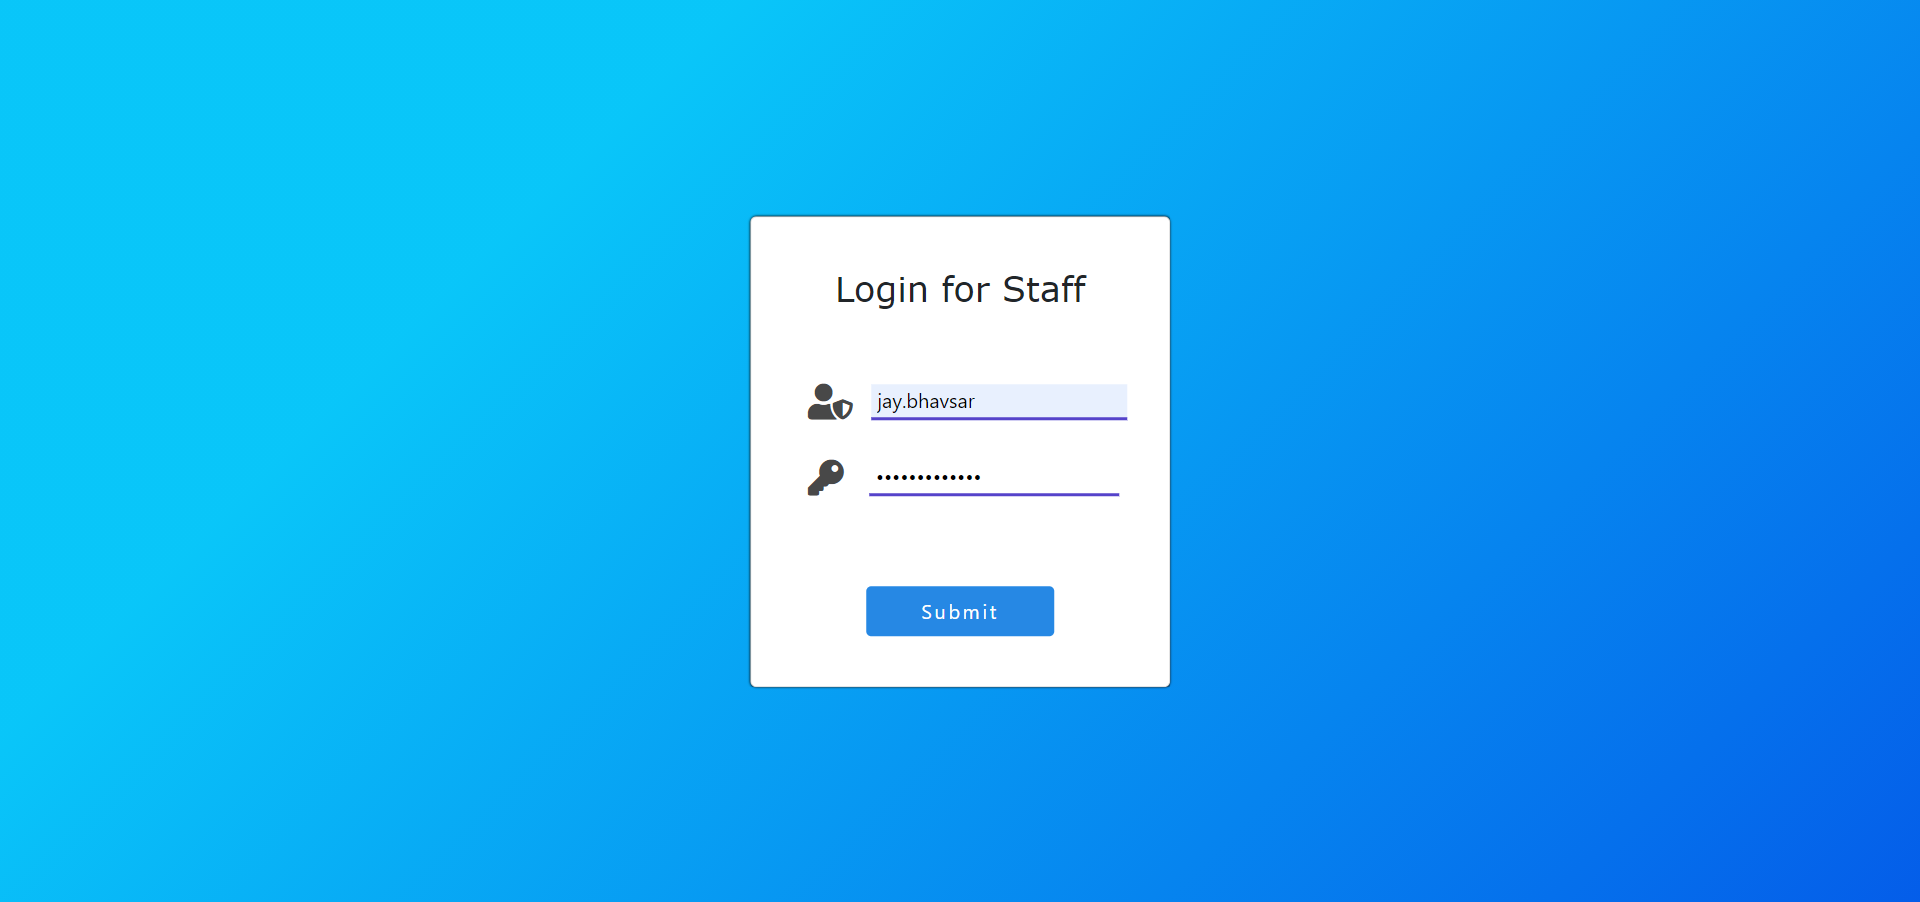 Login for Staff
jay.bhavsar
•••••••••••••
Submit